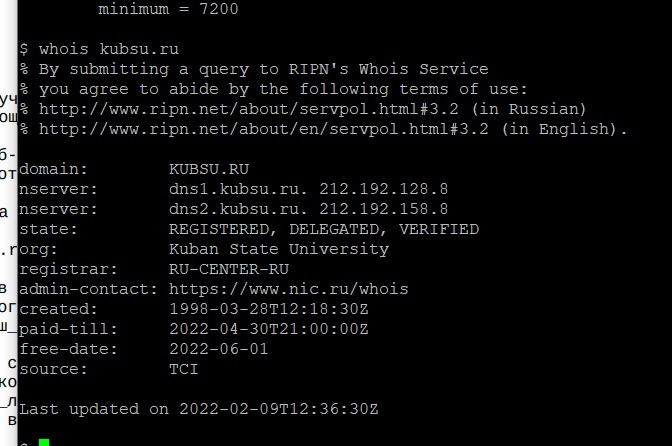 minimum = 7200
$ whois kubsu.ru
% By submitting a query to RIPN's Whois Service
% you agree to abide by the following terms of use:
% http://www.ripn.net/about/servpol.html#3.2 (in Russian)
% http://www.ripn.net/about/en/servpol.html#3.2 (in English).
domain: KUBSU.RU
nserver: dns1.kubsu.ru. 212.192.128.8
nserver: dns2.kubsu.ru. 212.192.158.8
state: REGISTERED, DELEGATED, VERIFIED
org: Kuban State University
registrar: RU-CENTER-RU
admin-contact: https://www.nic.ru/whois
created: 1998-03-28T12:18:30Z
paid-till: 2022-04-30T21:00:00Z
free-date: 2022-06-01
source: TCI
Last updated on 2022-02-09T12:36:30Z
$